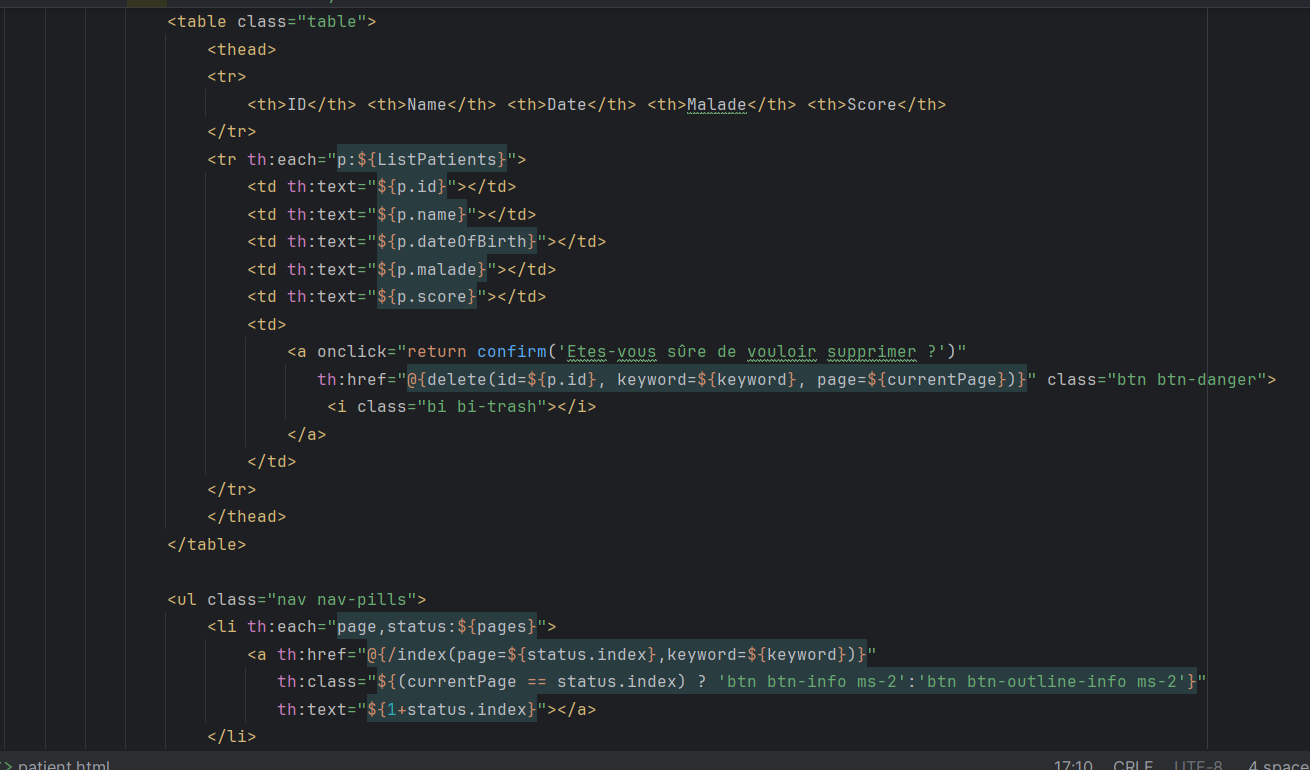 <table class="table">
<thead>
<tr>
<th>ID</th> <th>Name</th> <th>Date</th> <th>Malade</th> <th>Score</th>
</tr>
<tr th:each="p:${ListPatients}">
<td th:text="${p.id}"></td>
<td th:text="${p.name}"></td>
<td th:text="${p.dateOfBirth}"></td>
<td th:text="${p.malade}"></td>
<td th:text="${p.score}"></td>
<td>
<a onclick="return confirm('Etes-vous sûre de vouloir supprimer ?')"
th:href="@{delete(id=${p.id}, keyword=${keyword}, page=${currentPage})}" class="btn btn-danger">
<i class="bi bi-trash"></i>
</a>
</td>
</tr>
</thead>
</table>
<ul class="nav nav-pills">
<li th:each="page,status:${pages}">
<a th:href="@{/index(page=${status.index},keyword=${keyword})}"
th:class="${(currentPage == status.index) ? 'btn btn-info ms-2':'btn btn-outline-info ms-2'}"
th:text="${1+status.index}"></a>
</li>
patient.html 17:10 CRLF UTF-8 4 space